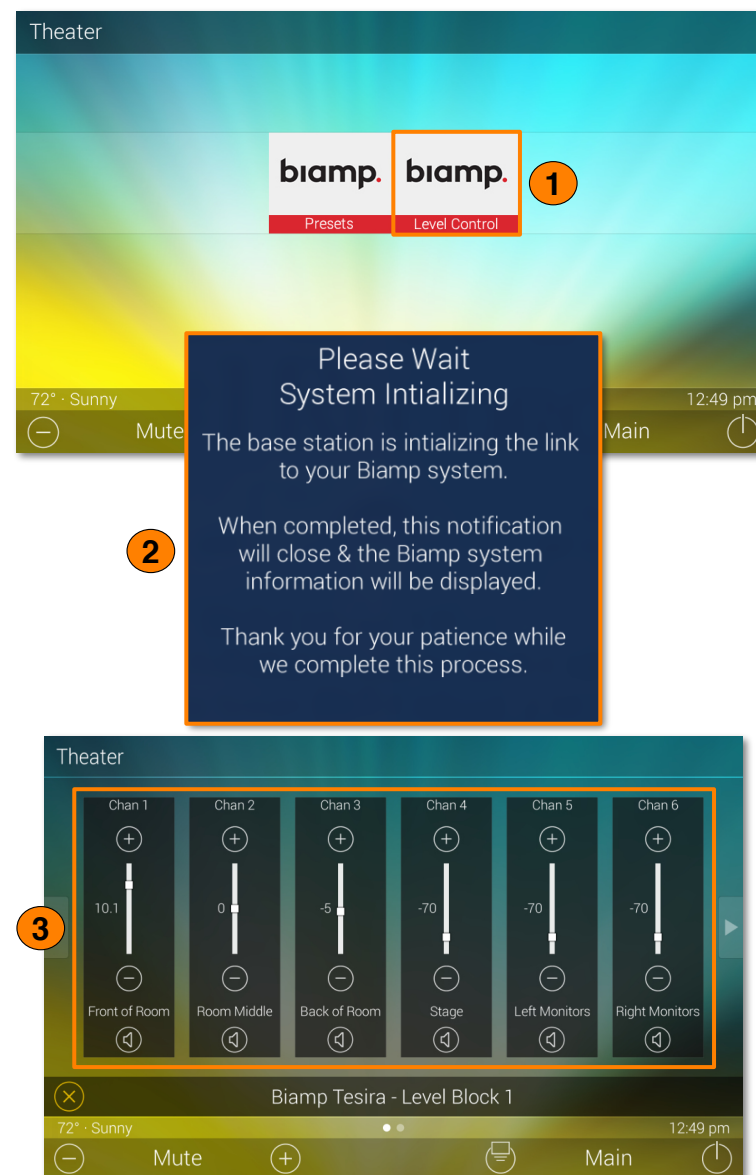 Theater
bıamp. bıamp.
Presets Level Control
1
Please Wait
System Intializing
72° · Sunny 12:49 pm
Mute Main
The base station is intializing the link
to your Biamp system.
2
When completed, this notification
will close & the Biamp system
information will be displayed.
Thank you for your patience while
we complete this process.
Theater
Chan 1 Chan 2 Chan 3 Chan 4 Chan 5 Chan 6
10.1 0 -5 -70 -70 -70
3
Front of Room Room Middle Back of Room Stage Left Monitors Right Monitors
Biamp Tesira - Level Block 1
72° · Sunny 12:49 pm
Mute Main